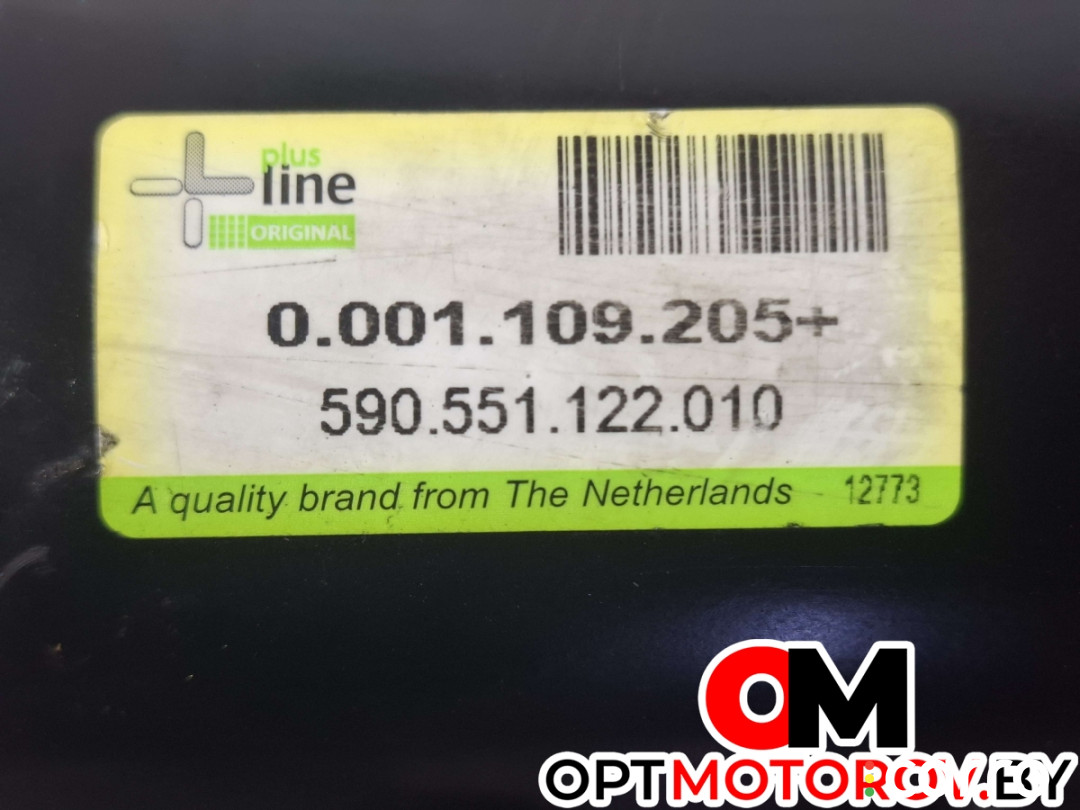 plus
line
ORIGINAL
0.001.109.205+
590.551.122.010
A quality brand from The Netherlands 12773
OM
OPTMOTOROV.BY